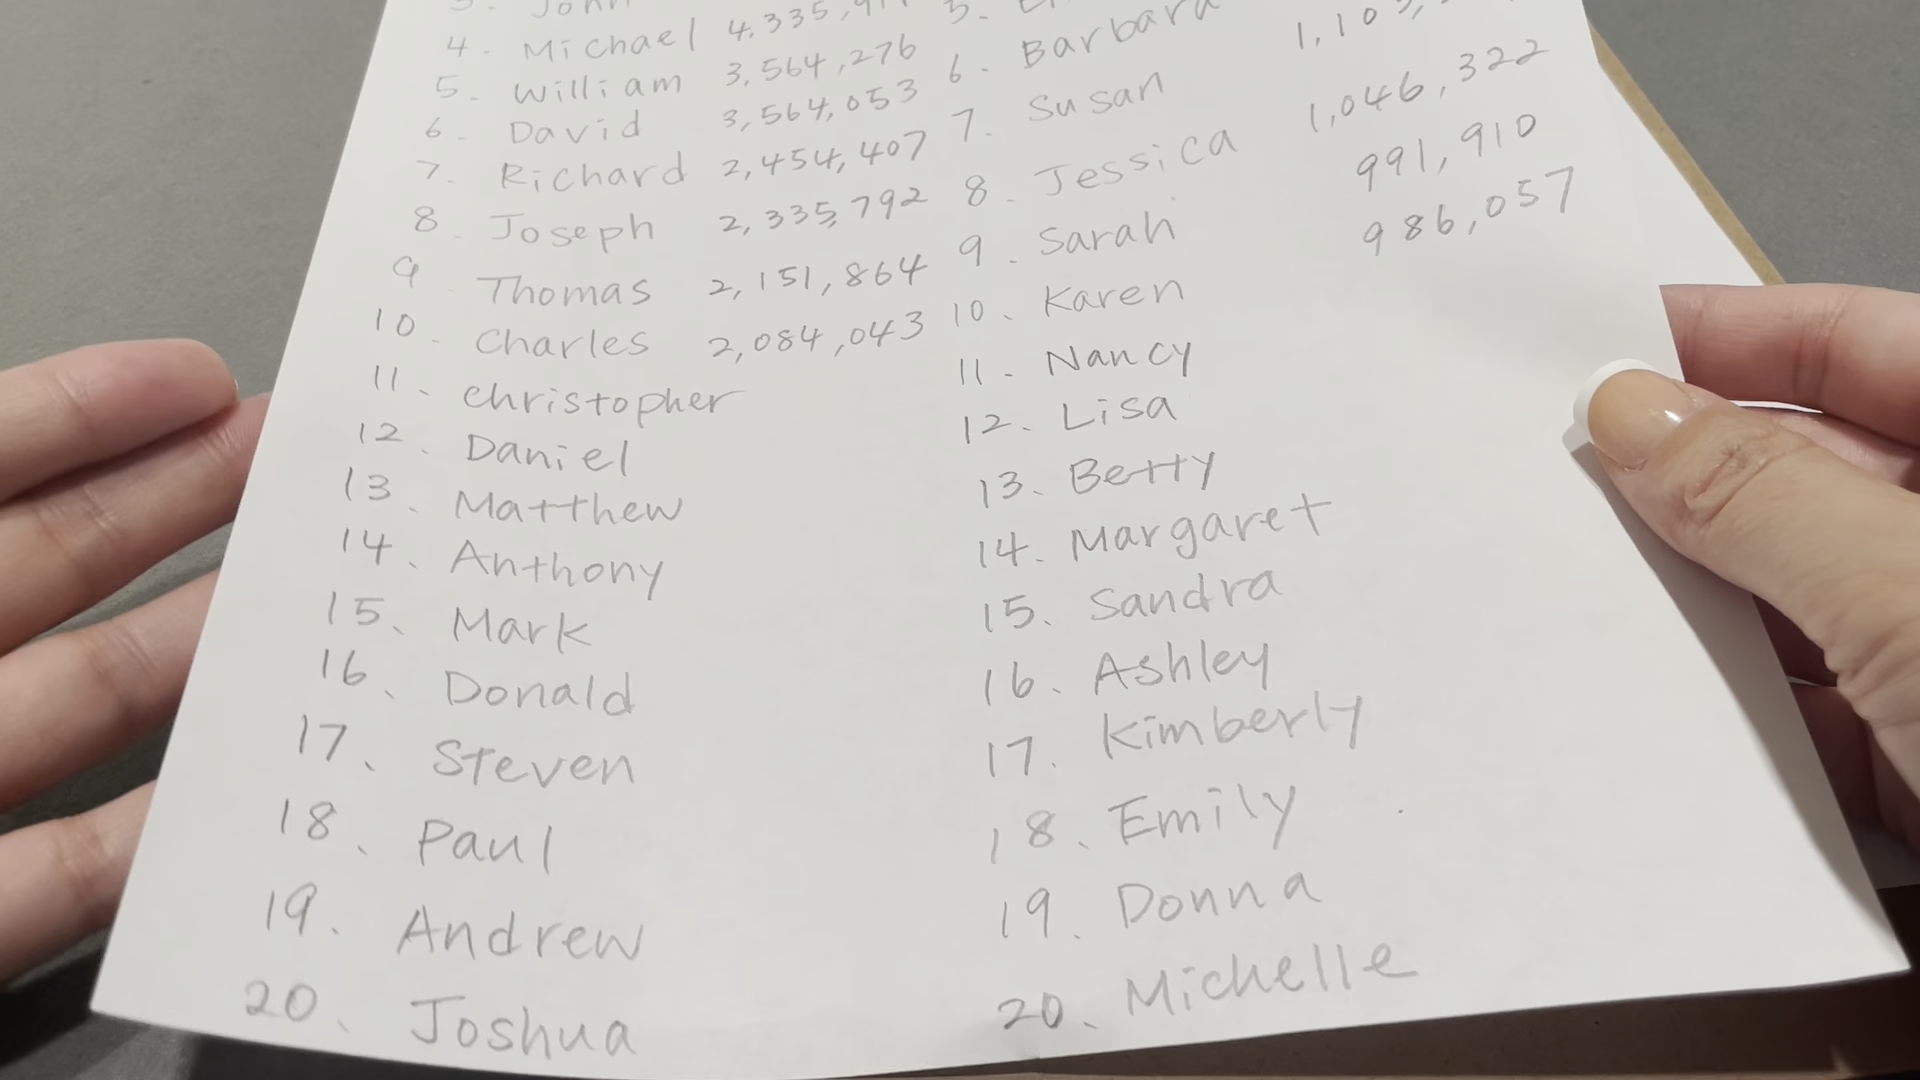 3. John
4. Michael
5. William 3,564,276
6. David 3,564,053
7. Richard 2,454,407
8. Joseph 2,335,792
9 Thomas 2,151,864
10. Charles 2,084,043
11. christopher
12. Daniel
13. Matthew
14. Anthony
15. Mark
16. Donald
17. Steven
18. Paul
19. Andrew
20. Joshua
5.
6. Barbara
7. Susan 1,046,322
8. Jessica 991,910
9. Sarah 986,057
10. Karen
11. Nancy
12. Lisa
13. Betty
14. Margaret
15. Sandra
16. Ashley
17. Kimberly
18. Emily
19. Donna
20. Michelle